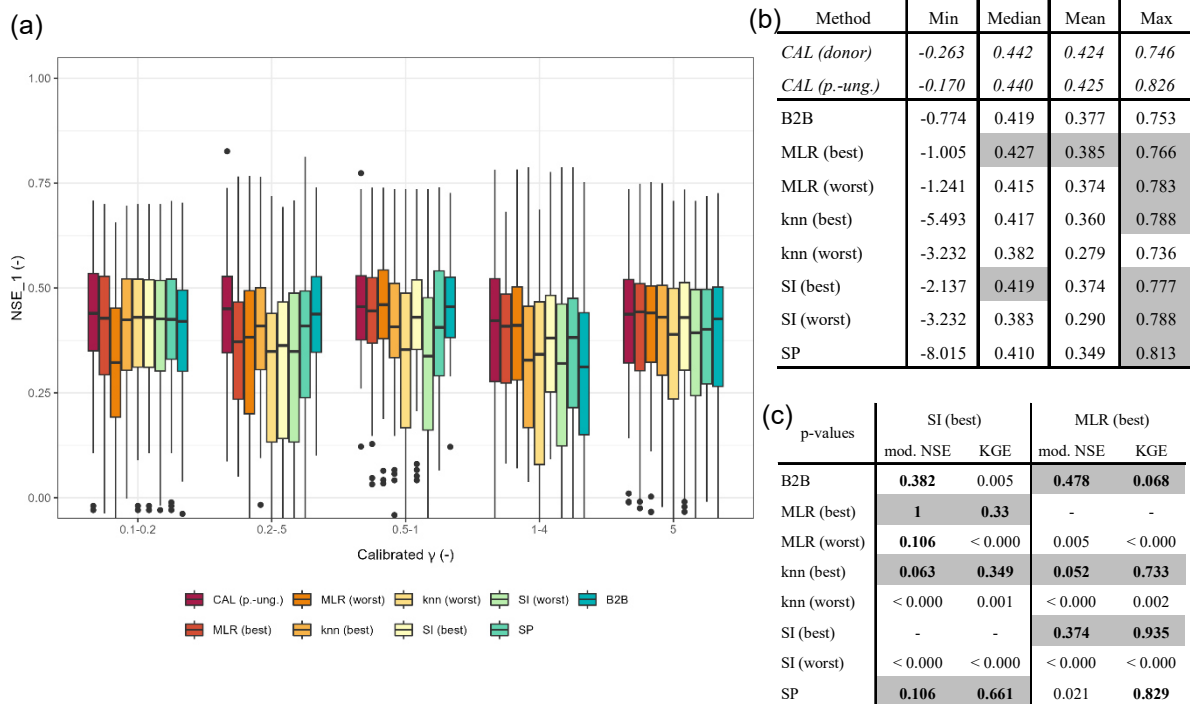 (a)
1.00
0.75
0.50
0.25
0.00
NSE_1 (-)
0.1-0.2 0.2-.5 0.5-1 1-4 5
Calibrated γ (-)
CAL (p.-ung.) MLR (worst) knn (worst) SI (worst) B2B
MLR (best) knn (best) SI (best) SP
(b)
Method Min Median Mean Max
CAL (donor) -0.263 0.442 0.424 0.746
CAL (p.-ung.) -0.170 0.440 0.425 0.826
B2B -0.774 0.419 0.377 0.753
MLR (best) -1.005 0.427 0.385 0.766
MLR (worst) -1.241 0.415 0.374 0.783
knn (best) -5.493 0.417 0.360 0.788
knn (worst) -3.232 0.382 0.279 0.736
SI (best) -2.137 0.419 0.374 0.777
SI (worst) -3.232 0.383 0.290 0.788
SP -8.015 0.410 0.349 0.813
(c)
p-values SI (best) MLR (best)
mod. NSE KGE mod. NSE KGE
B2B 0.382 0.005 0.478 0.068
MLR (best) 1 0.33 - -
MLR (worst) 0.106 < 0.000 0.005 < 0.000
knn (best) 0.063 0.349 0.052 0.733
knn (worst) < 0.000 0.001 < 0.000 0.002
SI (best) - - 0.374 0.935
SI (worst) < 0.000 < 0.000 < 0.000 < 0.000
SP 0.106 0.661 0.021 0.829